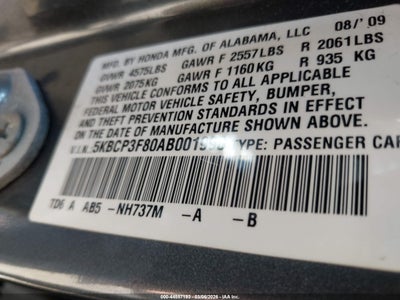 MFD. BY HONDA MFG. OF ALABAMA, LLC 08/'09
GVWR 4575LBS GAWR F 2557LBS R 2061LBS
GVWR 2075KG GAWR F 1160KG R 935 KG
THIS VEHICLE CONFORMS TO ALL APPLICABLE
FEDERAL MOTOR VEHICLE SAFETY, BUMPER,
AND THEFT PREVENTION STANDARDS IN EFFECT
ON THE DATE OF MANUFACTURE SHOWN ABOVE.
V.I.N. TYPE: PASSENGER CAR
TD6 A AB5 -NH737M -A -B